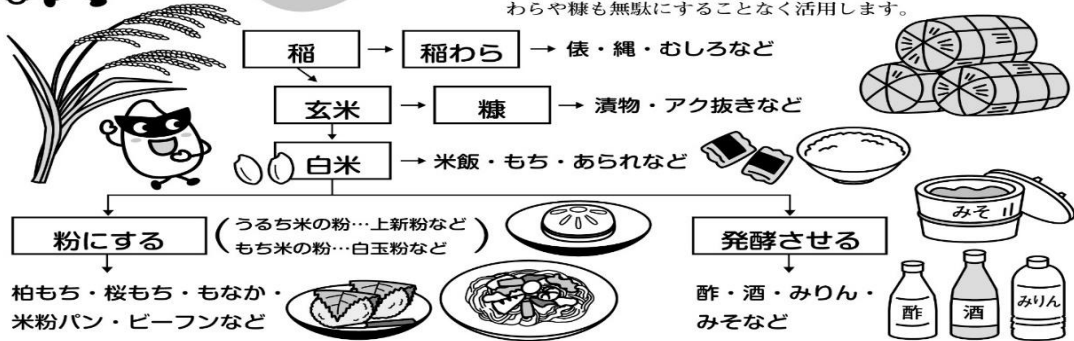 わらや糠も無駄にすることなく活用します。
稲
稲わら
俵・縄・むしろなど
玄米
糠
漬物・アク抜きなど
白米
米飯・もち・あられなど
粉にする
うるち米の粉…上新粉など
もち米の粉…白玉粉など
発酵させる
柏もち・桜もち・もなか・
米粉パン・ビーフンなど
酢・酒・みりん・
みそなど
みそ
酢
酒
みりん